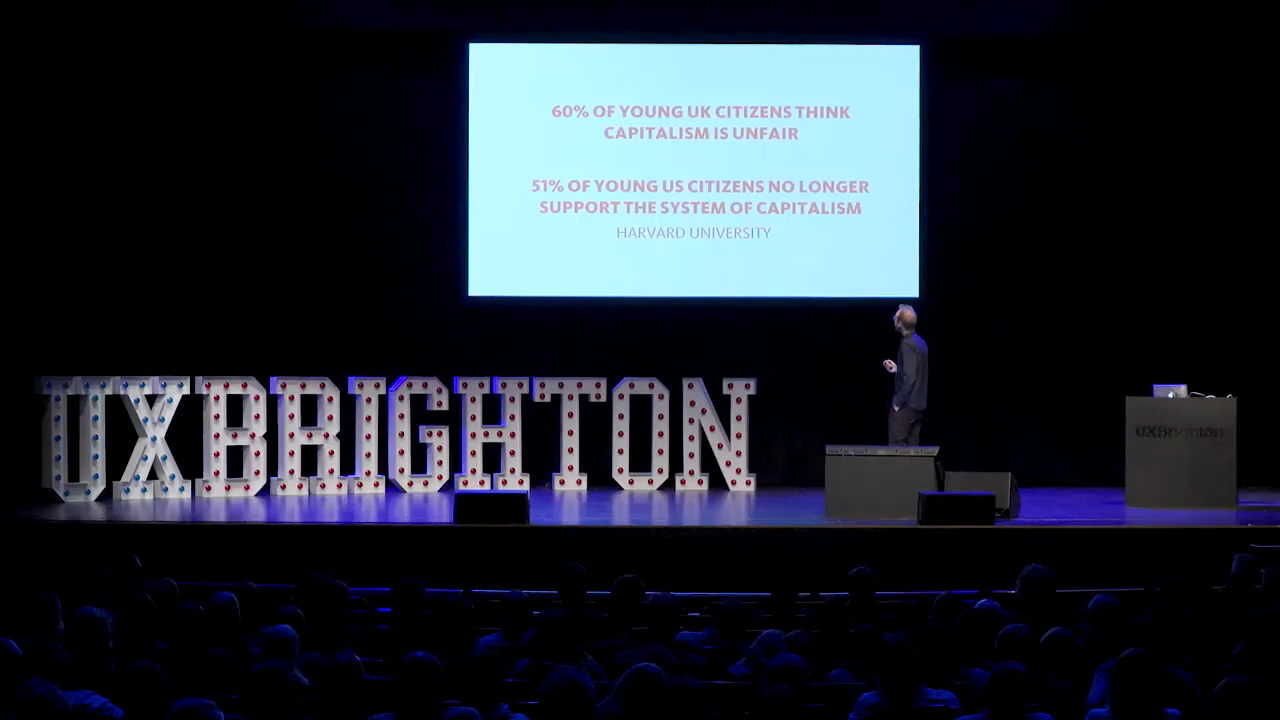 60% OF YOUNG UK CITIZENS THINK
CAPITALISM IS UNFAIR
51% OF YOUNG US CITIZENS NO LONGER
SUPPORT THE SYSTEM OF CAPITALISM
HARVARD UNIVERSITY
UXBRIGHTON
UXBrighton